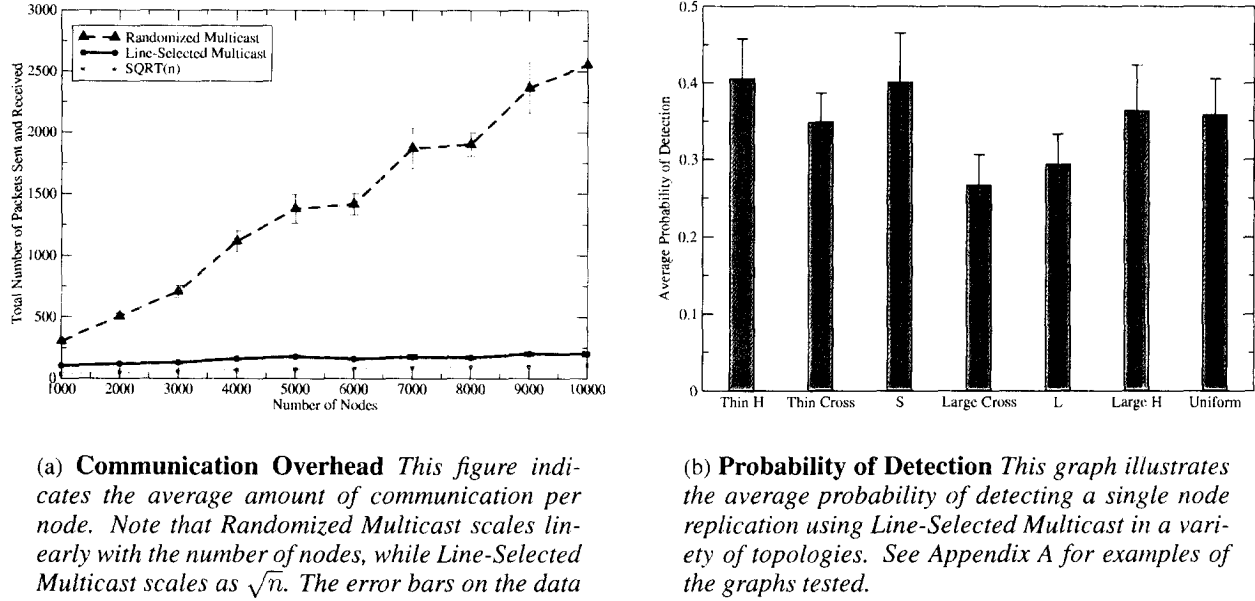 3000
2500
2000
1500
1000
500
0
Total Number of Packets Sent and Received
Randomized Multicast
Line-Selected Multicast
SQRT(n)
1000 2000 3000 4000 5000 6000 7000 8000 9000 10000
Number of Nodes
(a) Communication Overhead This figure indi-
cates the average amount of communication per
node. Note that Randomized Multicast scales lin-
early with the number of nodes, while Line-Selected
Multicast scales as √n. The error bars on the data
0.5
0.4
0.3
0.2
0.1
0
Average Probability of Detection
Thin H Thin Cross S Large Cross L Large H Uniform
(b) Probability of Detection This graph illustrates
the average probability of detecting a single node
replication using Line-Selected Multicast in a vari-
ety of topologies. See Appendix A for examples of
the graphs tested.